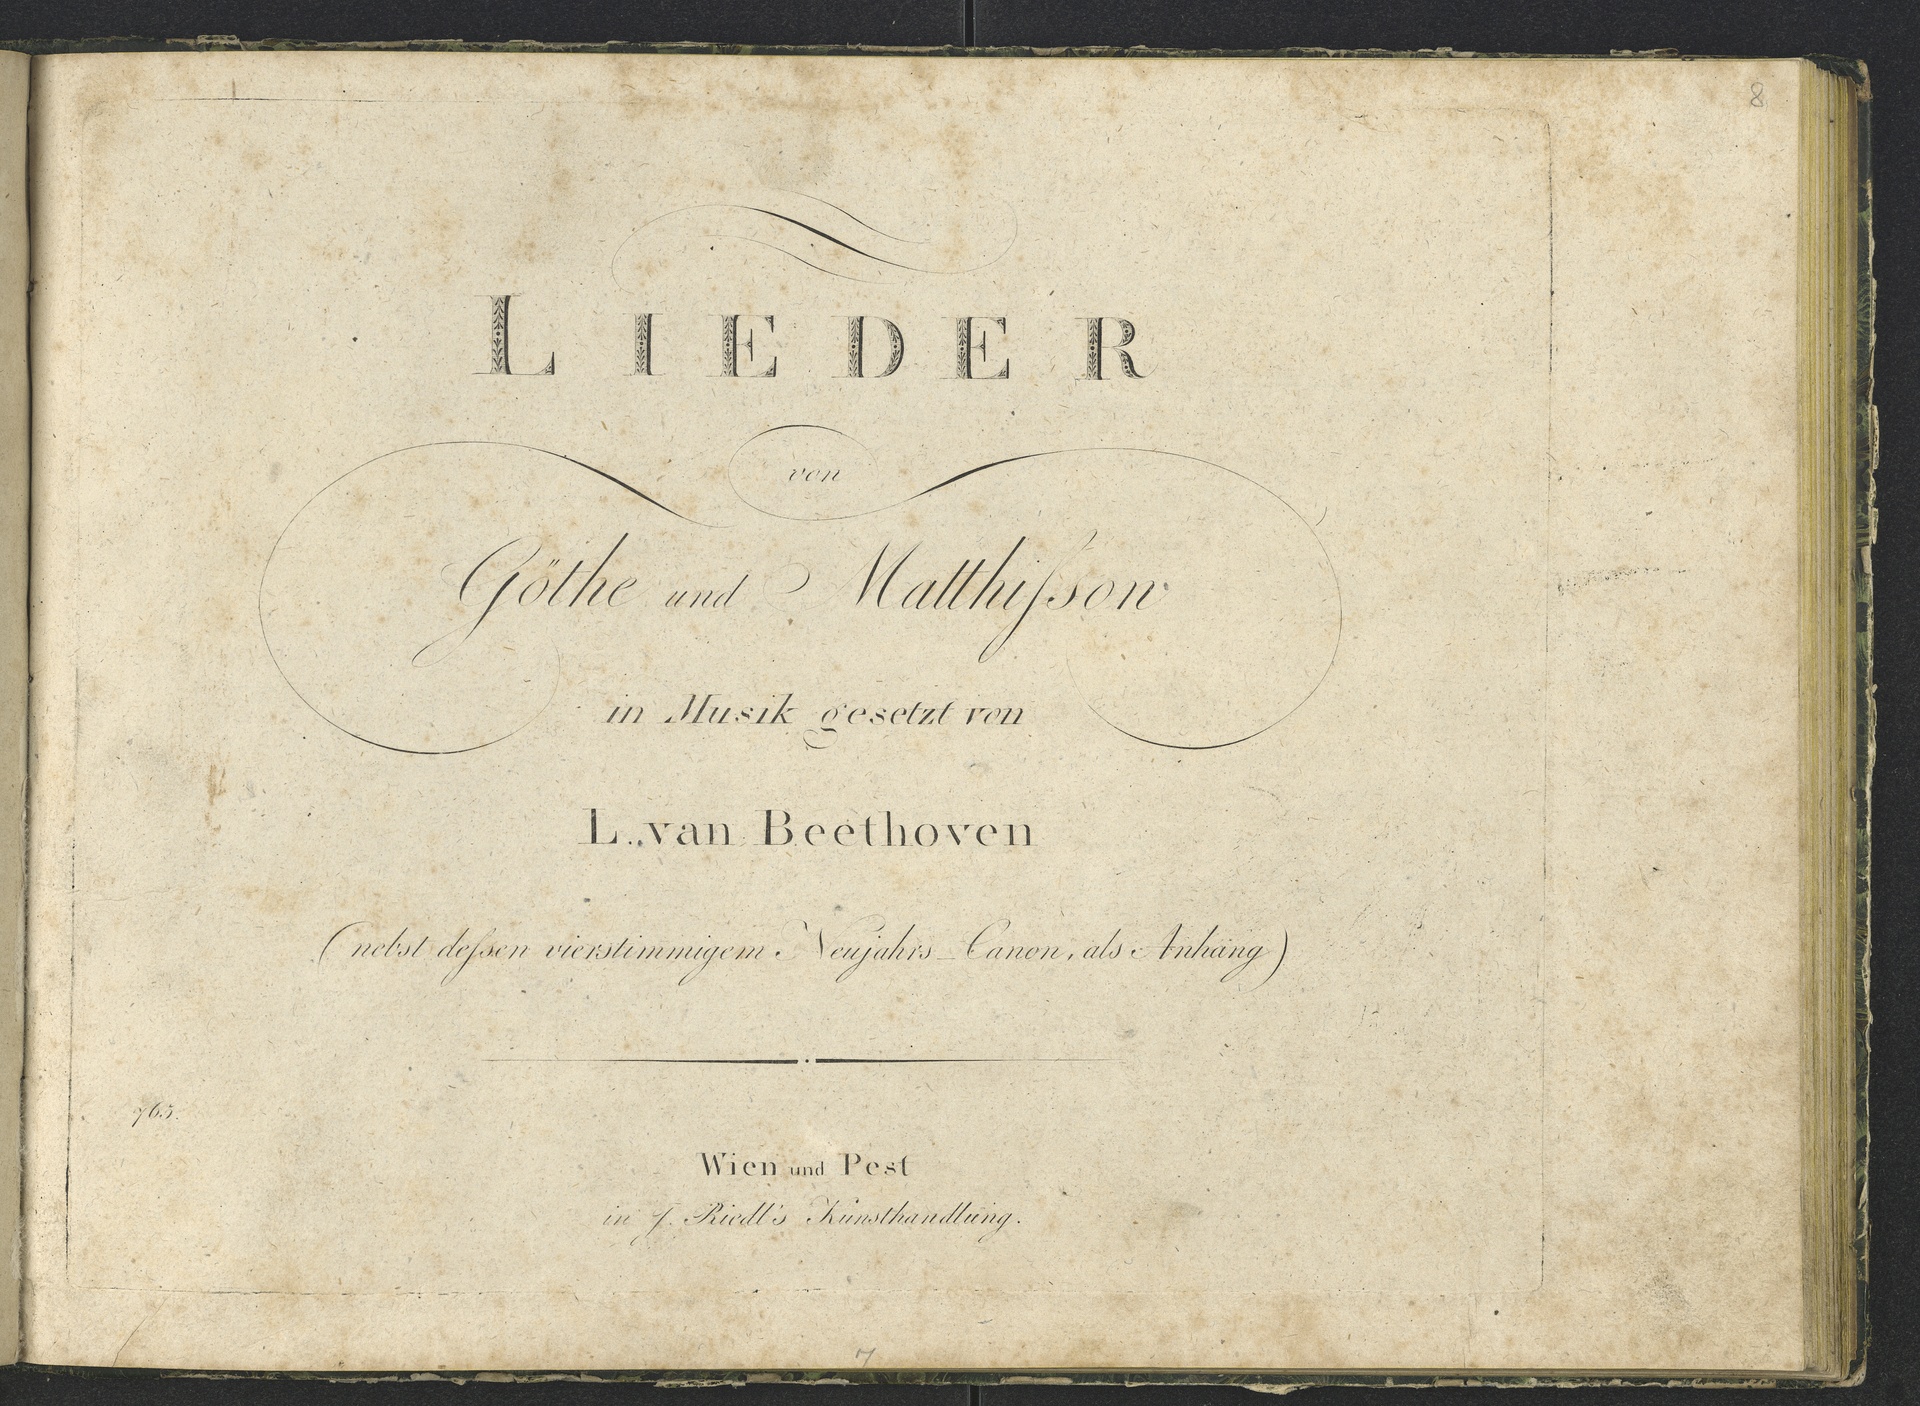 8
LIEDER
von
Göthe und Matthiſson
in Musik gesetzt von
L. van Beethoven
(nebst deſsen vierstimmigem Neujahrs-Canon, als Anhang)
765.
Wien und Pest
in J. Riedl's Kunsthandlung.
7